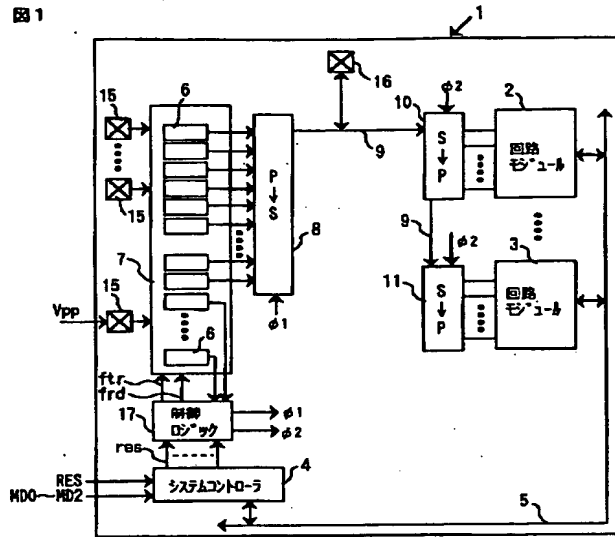 図1
1
16
φ2
10
2
15
6
S→P
回路モジュール
9
P→S
15
8
9
φ2
3
7
11
S→P
回路モジュール
15
Vpp
φ1
6
ftr
frd
17
制御ロジック
φ1
φ2
res
4
RES
MD0〜MD2
システムコントローラ
5